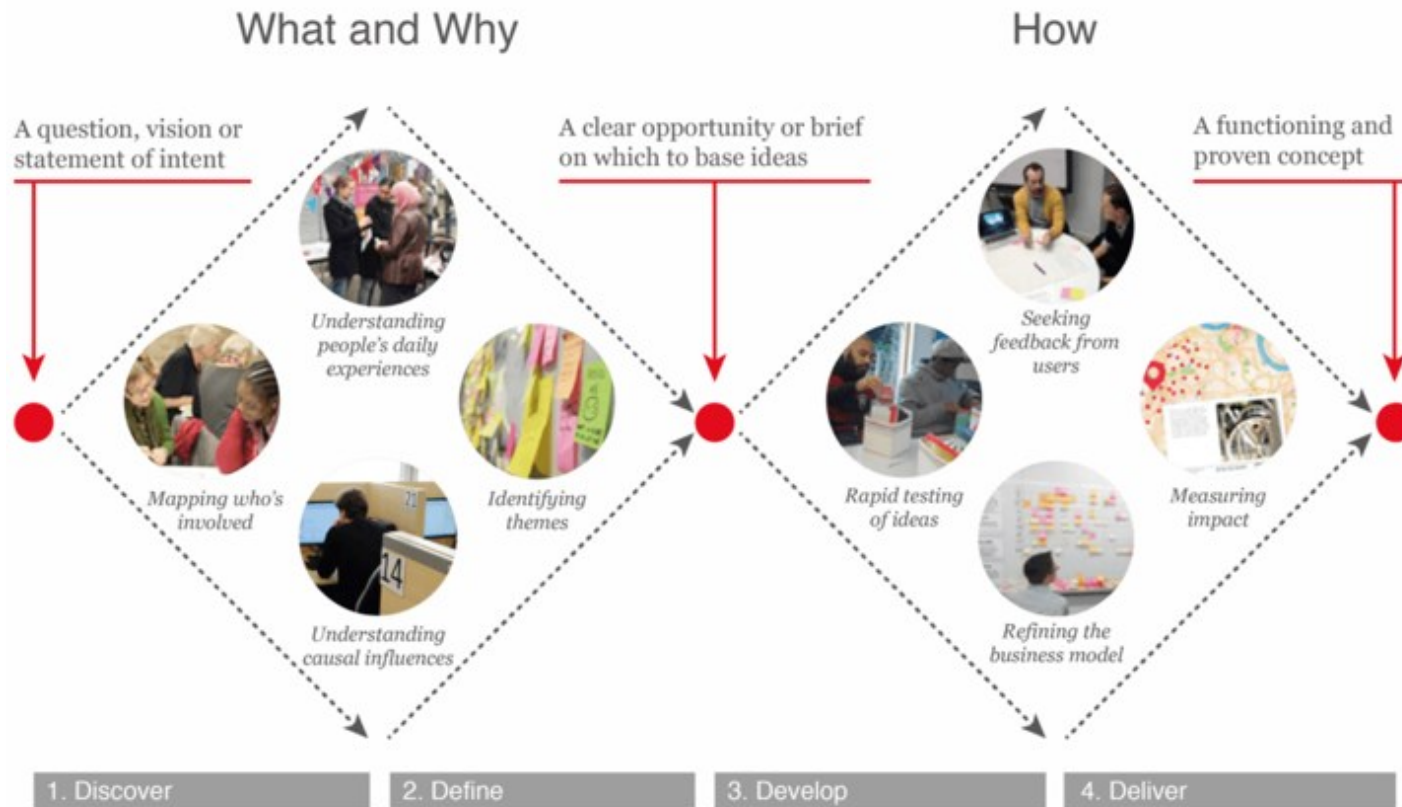 What and Why
How
A question, vision or
statement of intent
A clear opportunity or brief
on which to base ideas
A functioning and
proven concept
Understanding
people's daily
experiences
Mapping who's
involved
Identifying
themes
21
14
Understanding
causal influences
Seeking
feedback from
users
Rapid testing
of ideas
Measuring
impact
Refining the
business model
1. Discover
2. Define
3. Develop
4. Deliver